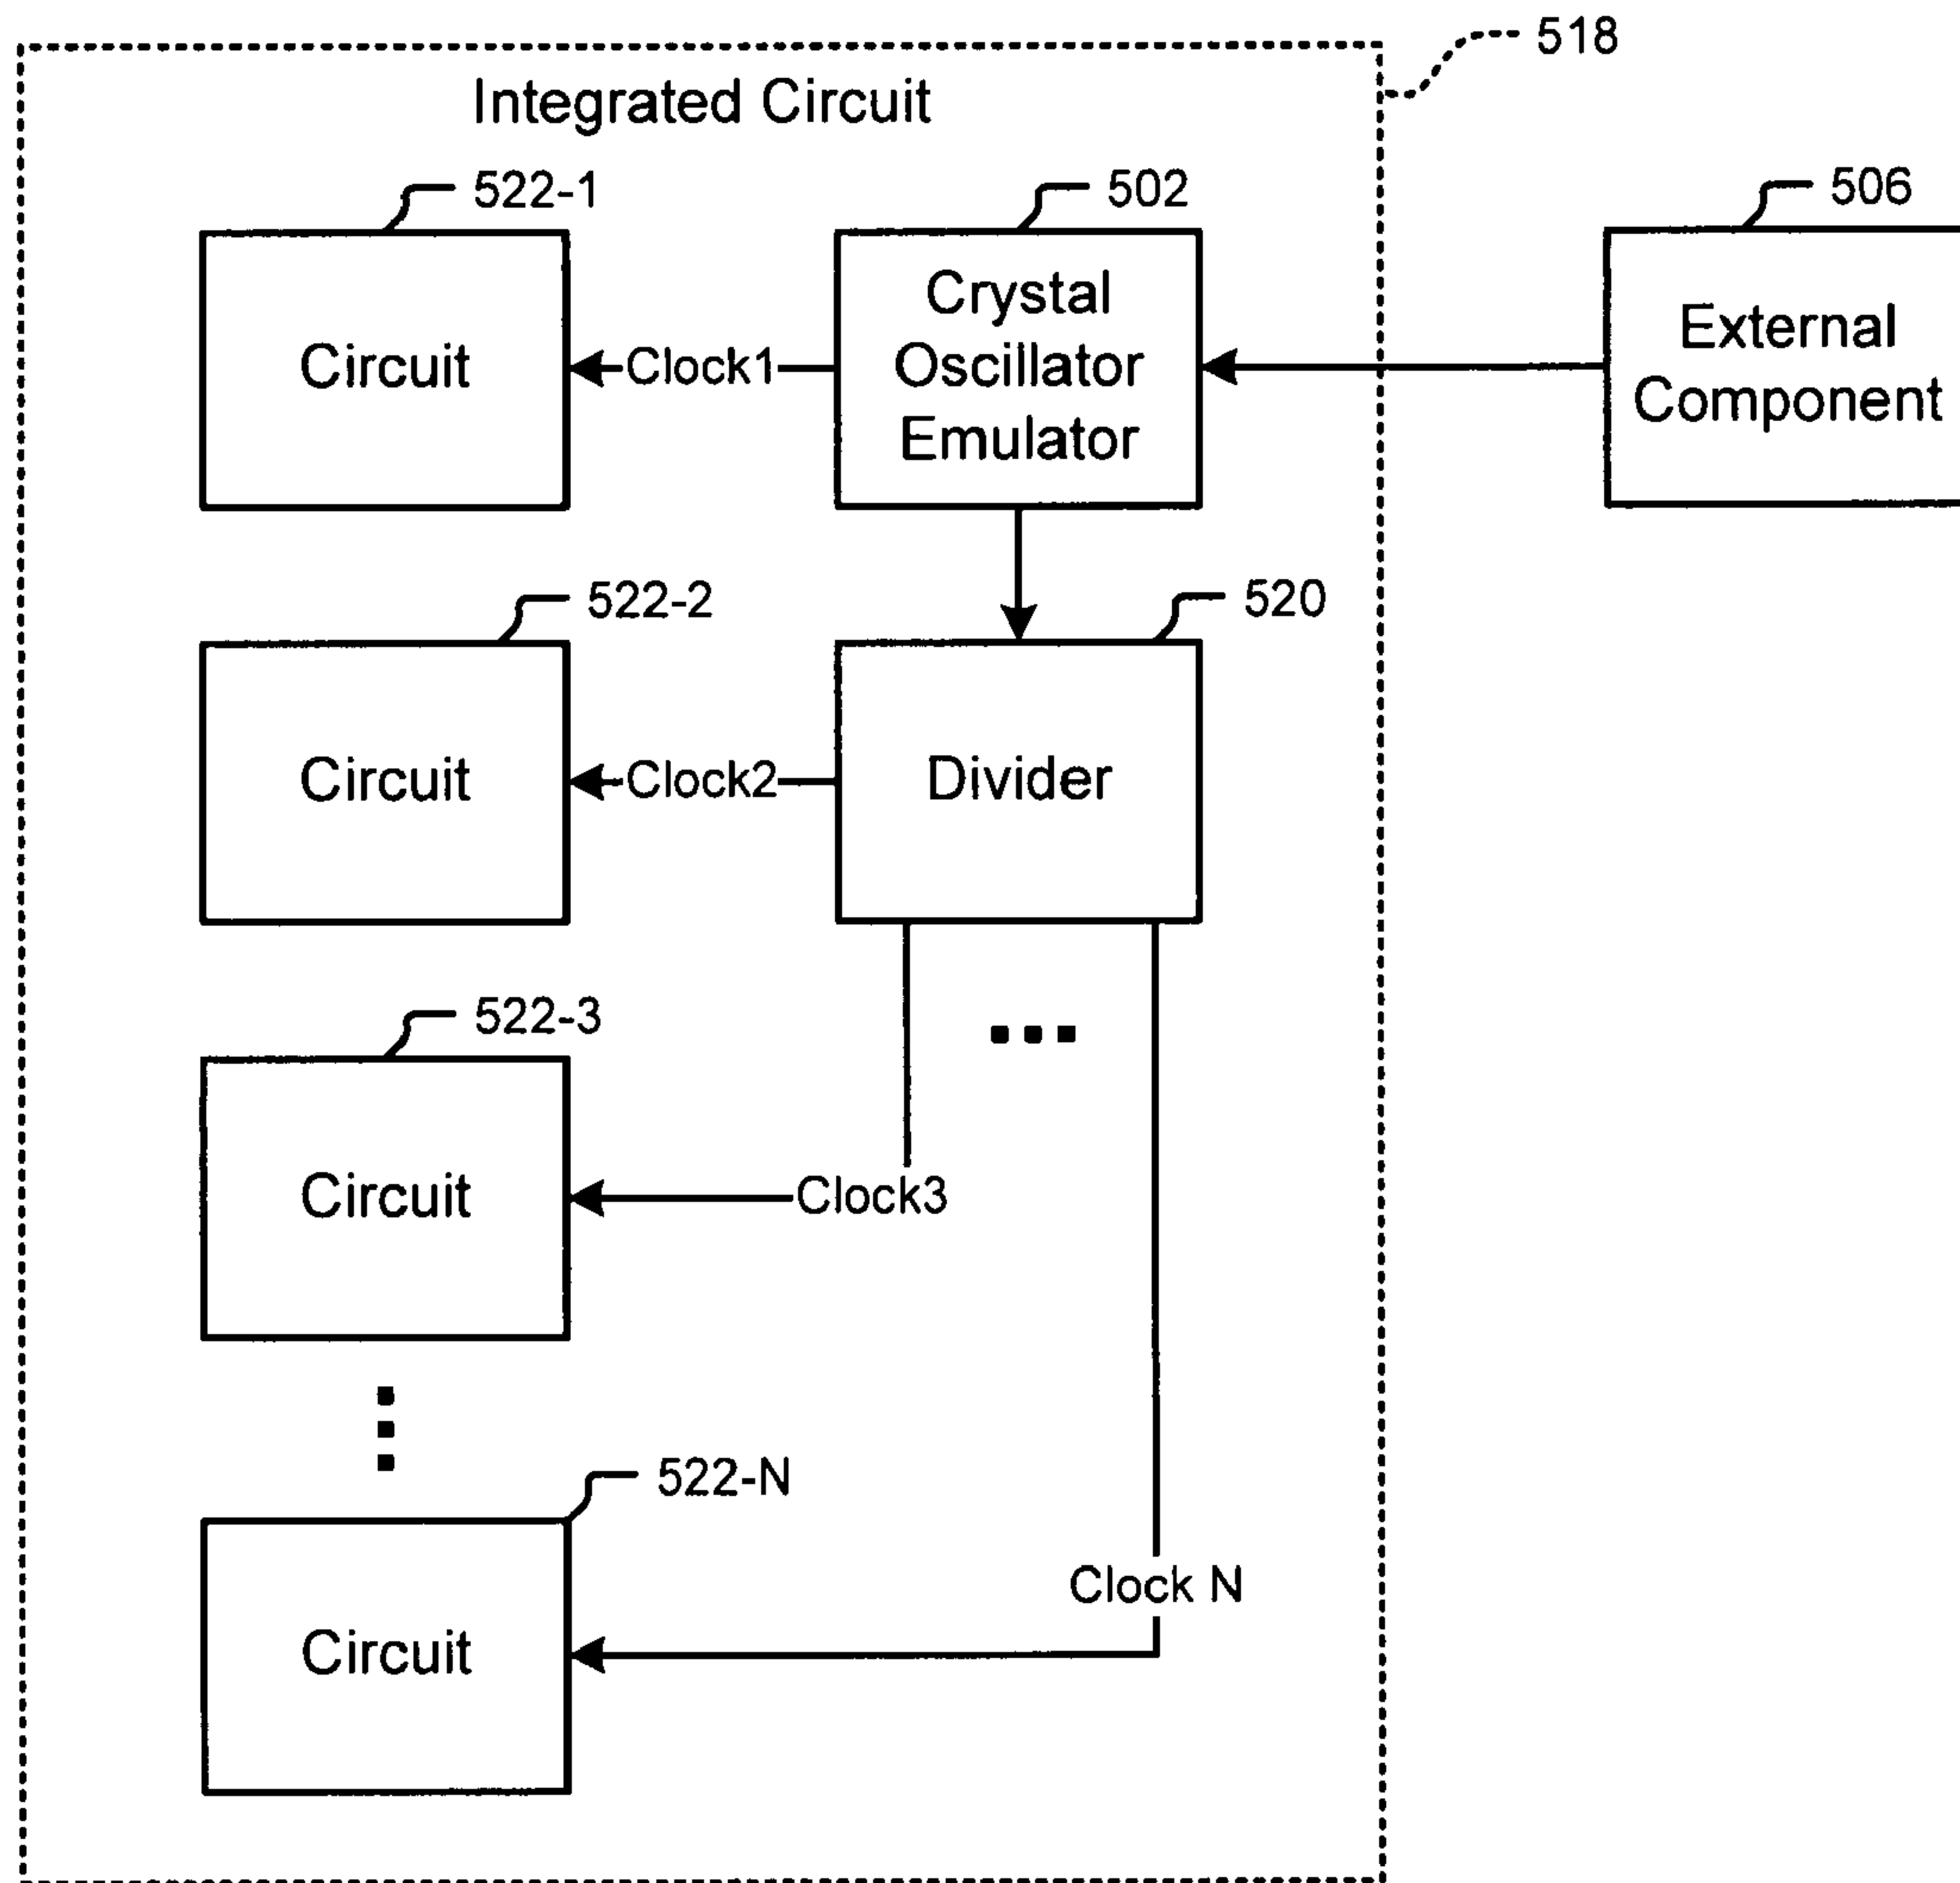 518
Integrated Circuit
522-1
502
506
Circuit
Clock1
Crystal
Oscillator
Emulator
External
Component
522-2
520
Circuit
Clock2
Divider
522-3
Circuit
Clock3
522-N
Clock N
Circuit